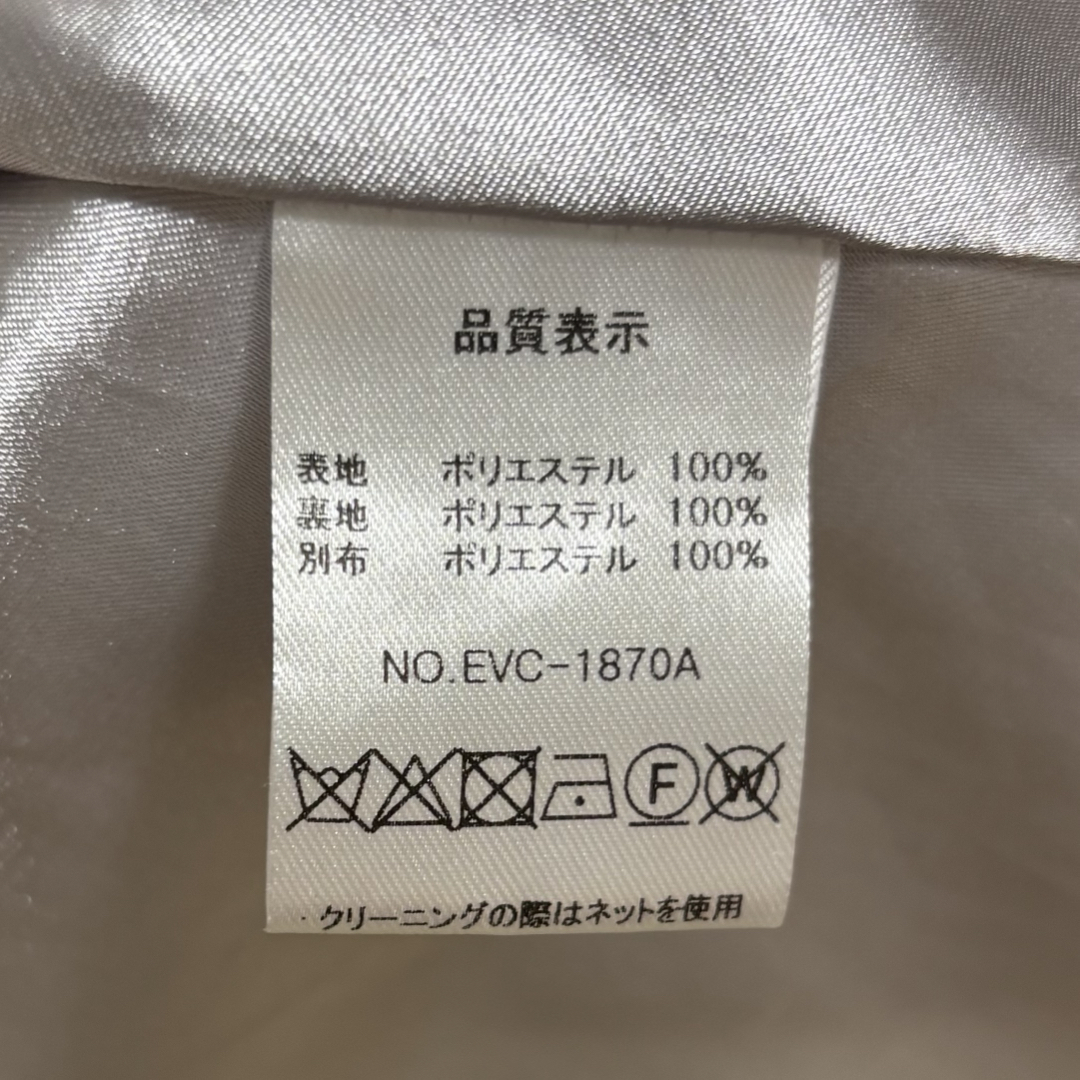 品質表示
表地 ポリエステル 100%
裏地 ポリエステル 100%
別布 ポリエステル 100%
NO.EVC-1870A
F W
・クリーニングの際はネットを使用